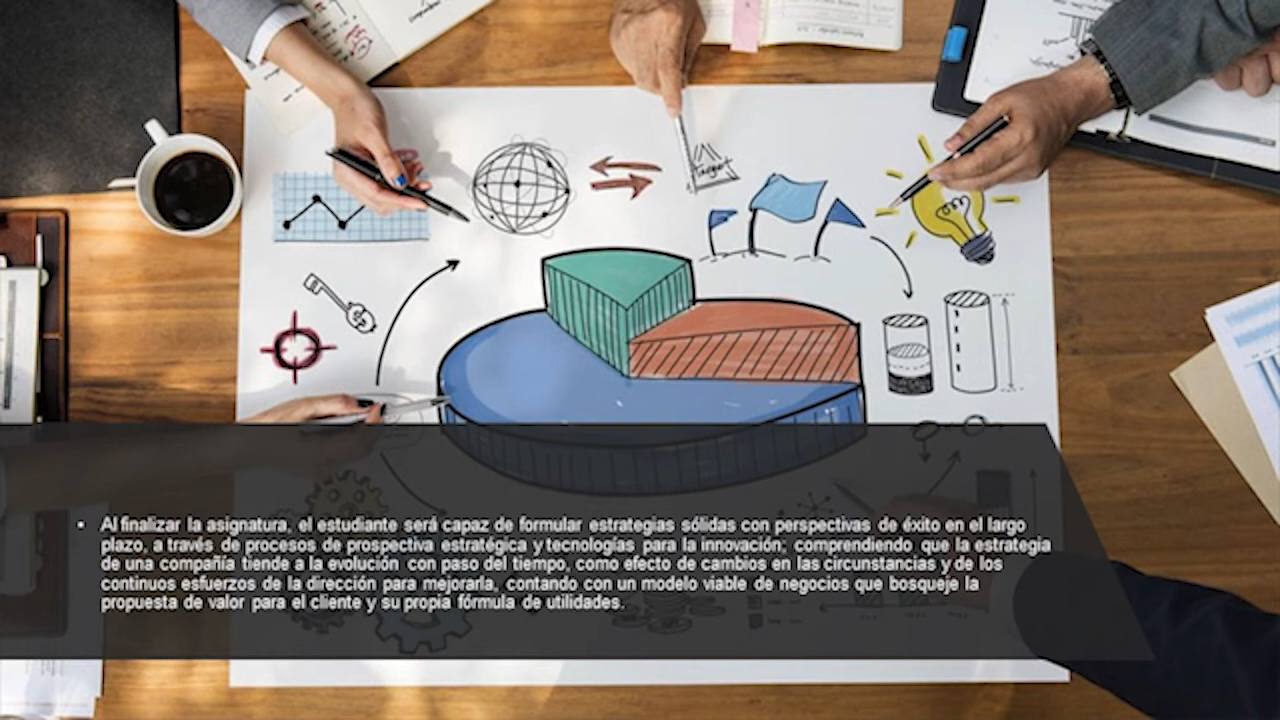 Target
• Al finalizar la asignatura, el estudiante será capaz de formular estrategias sólidas con perspectivas de éxito en el largo
plazo, a través de procesos de prospectiva estratégica y tecnologías para la innovación; comprendiendo que la estrategia
de una compañía tiende a la evolución con paso del tiempo, como efecto de cambios en las circunstancias y de los
continuos esfuerzos de la dirección para mejorarla, contando con un modelo viable de negocios que bosqueje la
propuesta de valor para el cliente y su propia fórmula de utilidades.